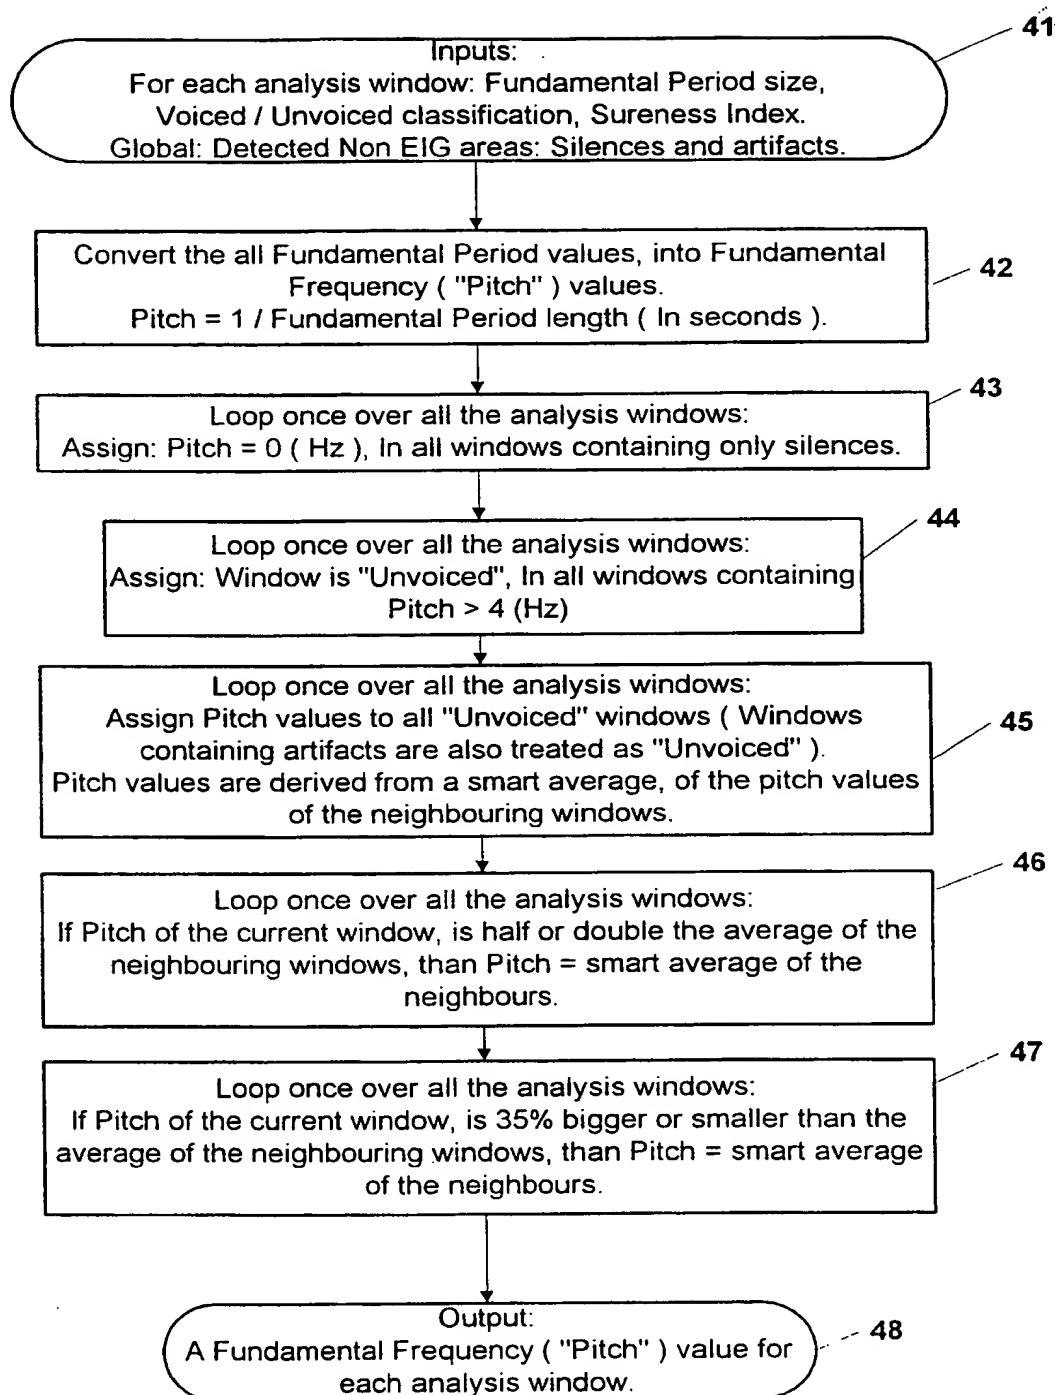 41
Inputs:
For each analysis window: Fundamental Period size,
Voiced / Unvoiced classification, Sureness Index.
Global: Detected Non EIG areas: Silences and artifacts.
Convert the all Fundamental Period values, into Fundamental
Frequency ( "Pitch" ) values.
Pitch = 1 / Fundamental Period length ( In seconds ).
42
Loop once over all the analysis windows:
Assign: Pitch = 0 ( Hz ), In all windows containing only silences.
43
Loop once over all the analysis windows:
Assign: Window is "Unvoiced", In all windows containing
Pitch > 4 (Hz)
44
Loop once over all the analysis windows:
Assign Pitch values to all "Unvoiced" windows ( Windows
containing artifacts are also treated as "Unvoiced" ).
Pitch values are derived from a smart average, of the pitch values
of the neighbouring windows.
45
Loop once over all the analysis windows:
If Pitch of the current window, is half or double the average of the
neighbouring windows, than Pitch = smart average of the
neighbours.
46
Loop once over all the analysis windows:
If Pitch of the current window, is 35% bigger or smaller than the
average of the neighbouring windows, than Pitch = smart average
of the neighbours.
47
Output:
A Fundamental Frequency ( "Pitch" ) value for
each analysis window.
48